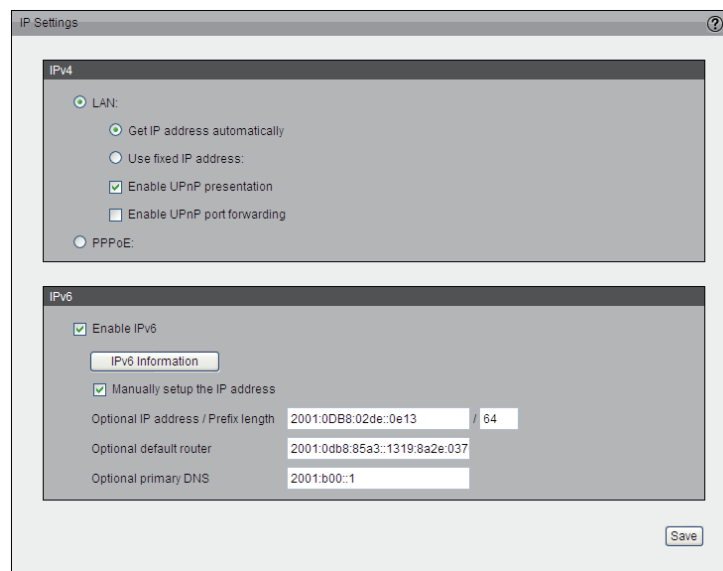 IP Settings
?
IPv4
LAN:
Get IP address automatically
Use fixed IP address:
Enable UPnP presentation
Enable UPnP port forwarding
PPPoE:
IPv6
Enable IPv6
IPv6 Information
Manually setup the IP address
Optional IP address / Prefix length 2001:0DB8:02de::0e13 / 64
Optional default router 2001:0db8:85a3::1319:8a2e:037
Optional primary DNS 2001:b00::1
Save